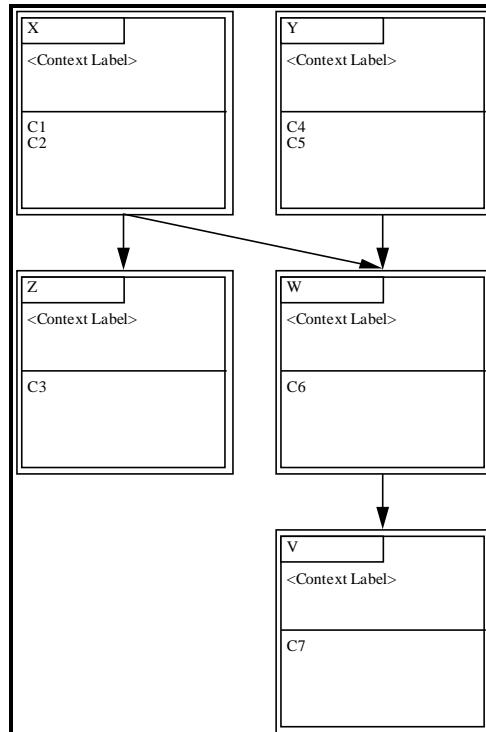 X
<Context Label>
C1
C2
Y
<Context Label>
C4
C5
Z
<Context Label>
C3
W
<Context Label>
C6
V
<Context Label>
C7